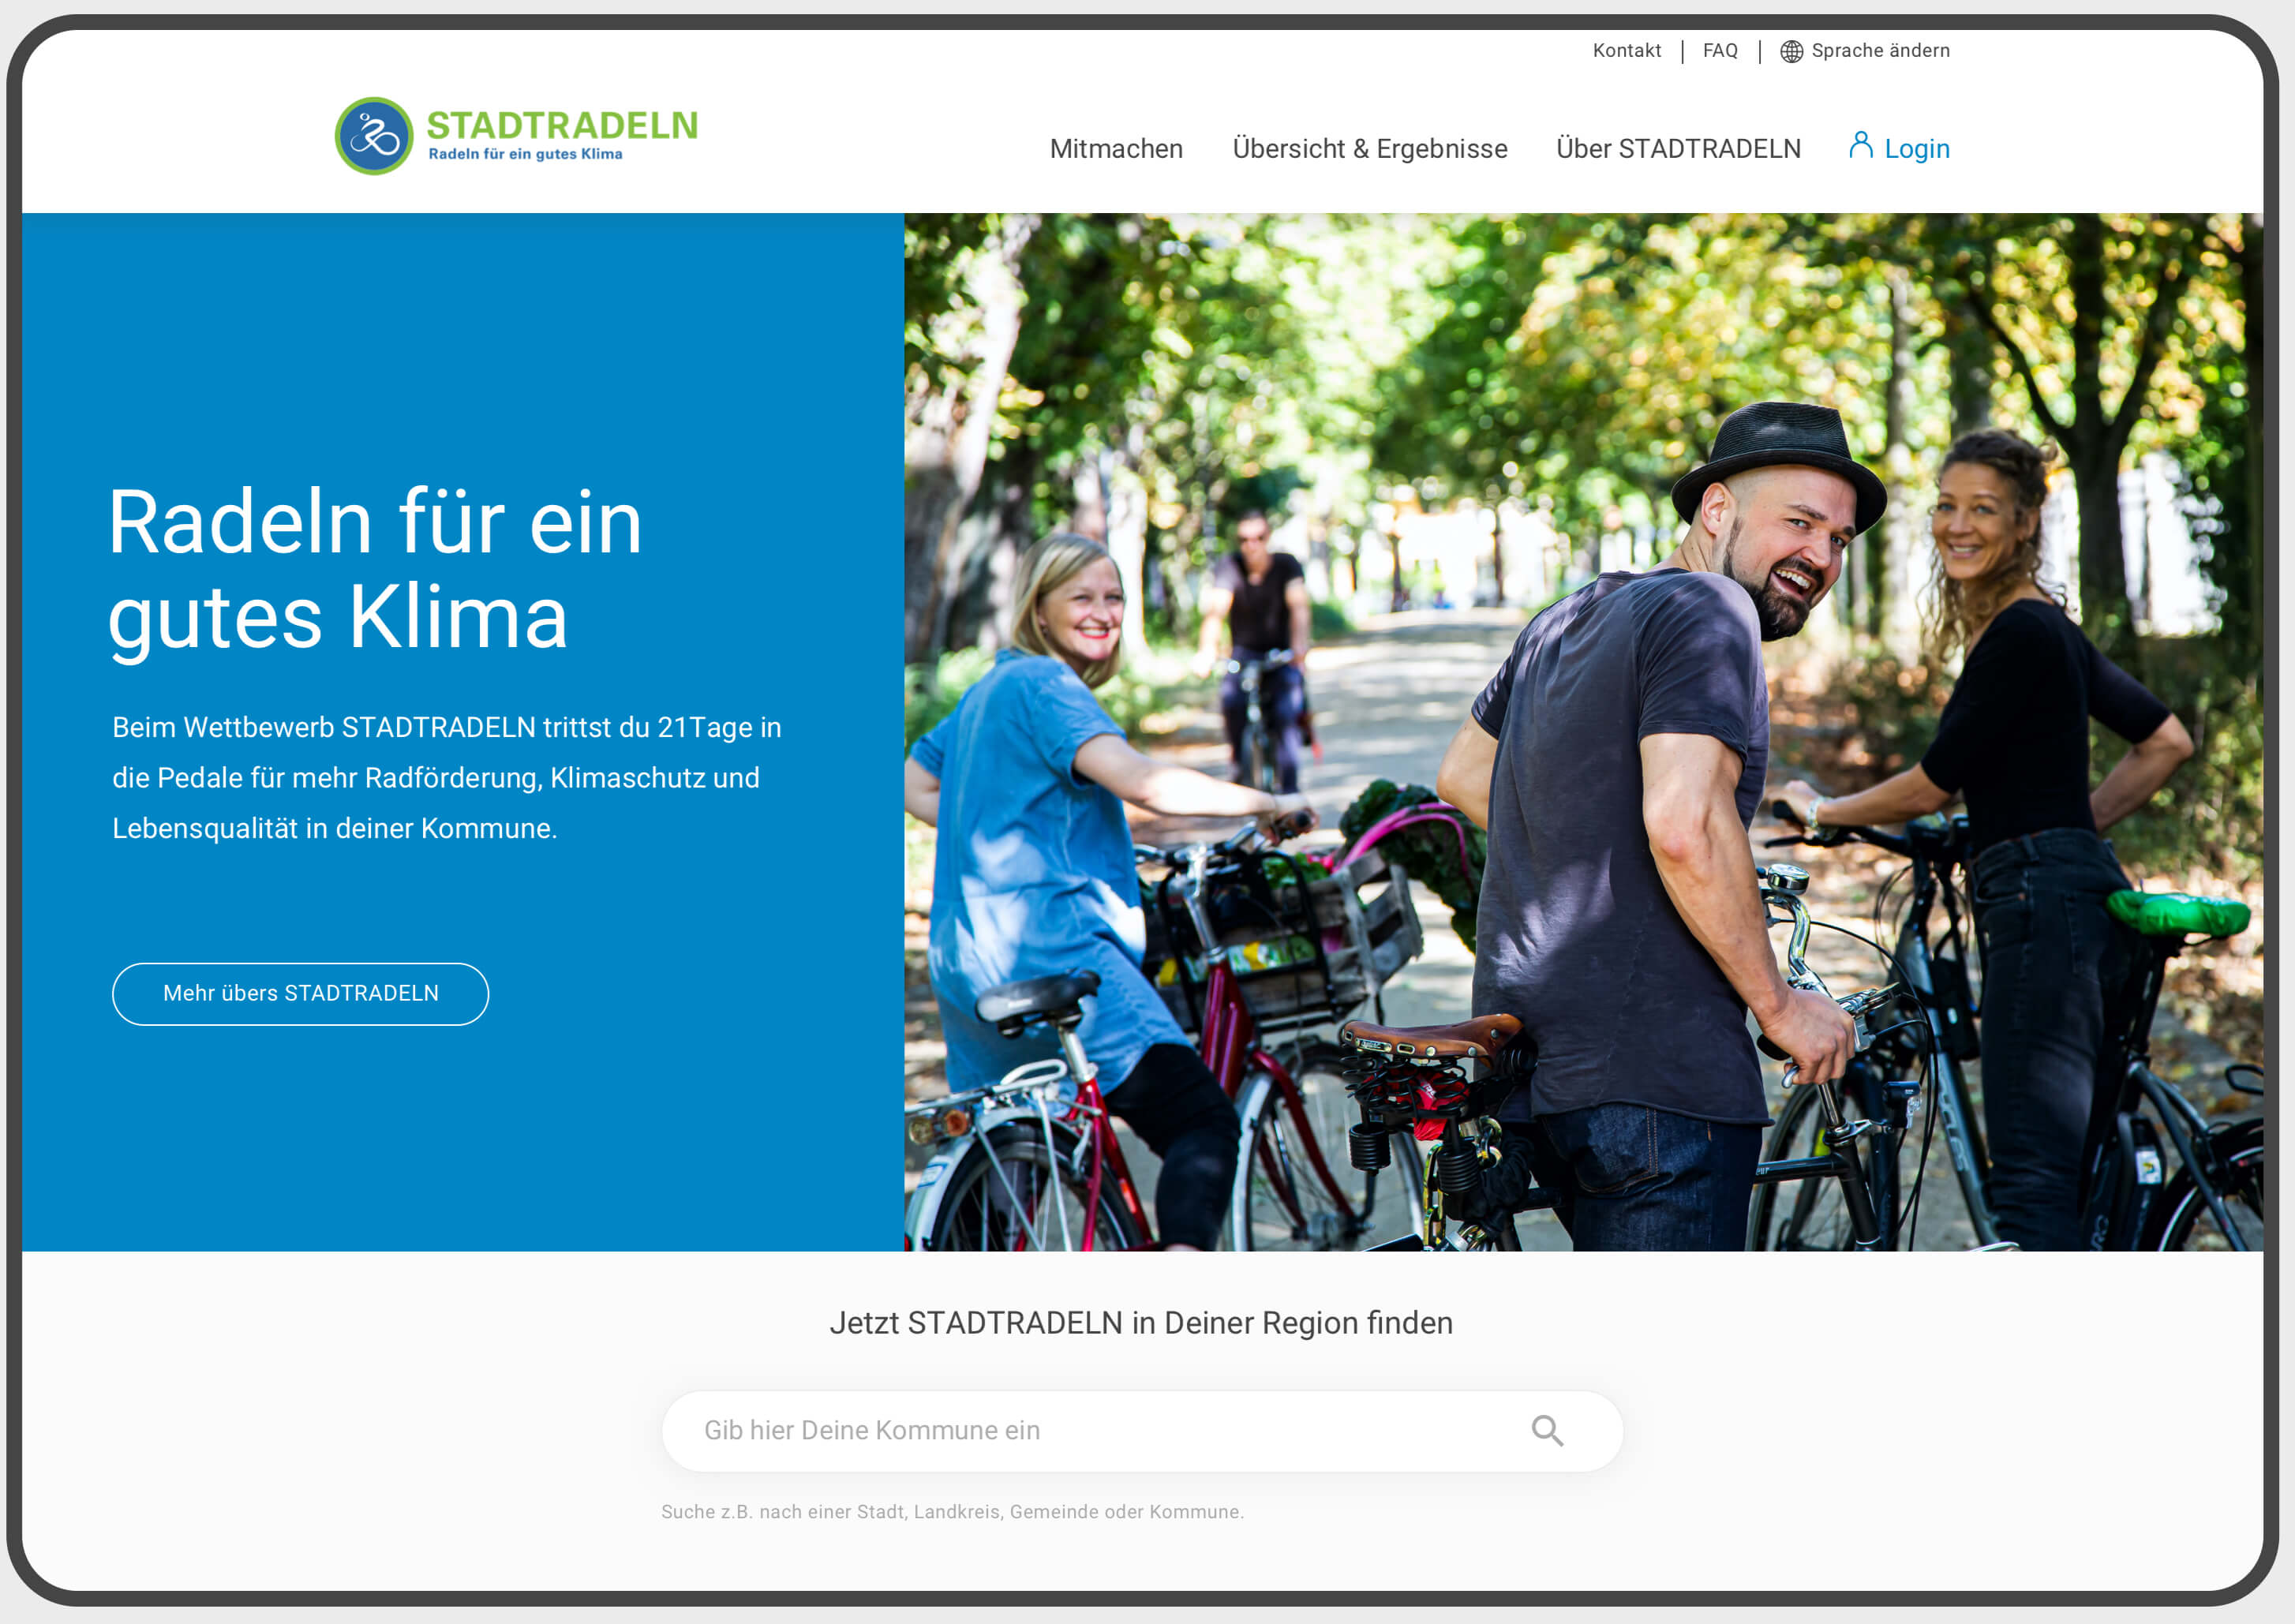 Kontakt | FAQ | Sprache ändern
STADTRADELN
Radeln für ein gutes Klima
Mitmachen Übersicht & Ergebnisse Über STADTRADELN Login
Radeln für ein
gutes Klima
Beim Wettbewerb STADTRADELN trittst du 21Tage in
die Pedale für mehr Radförderung, Klimaschutz und
Lebensqualität in deiner Kommune.
Mehr übers STADTRADELN
Jetzt STADTRADELN in Deiner Region finden
Gib hier Deine Kommune ein
Suche z.B. nach einer Stadt, Landkreis, Gemeinde oder Kommune.